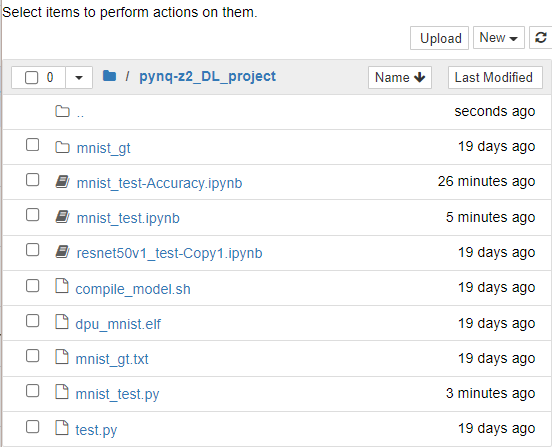 Select items to perform actions on them.
Upload New
0 / pynq-z2_DL_project Name Last Modified
.. seconds ago
mnist_gt 19 days ago
mnist_test-Accuracy.ipynb 26 minutes ago
mnist_test.ipynb 5 minutes ago
resnet50v1_test-Copy1.ipynb 19 days ago
compile_model.sh 19 days ago
dpu_mnist.elf 19 days ago
mnist_gt.txt 19 days ago
mnist_test.py 3 minutes ago
test.py 19 days ago